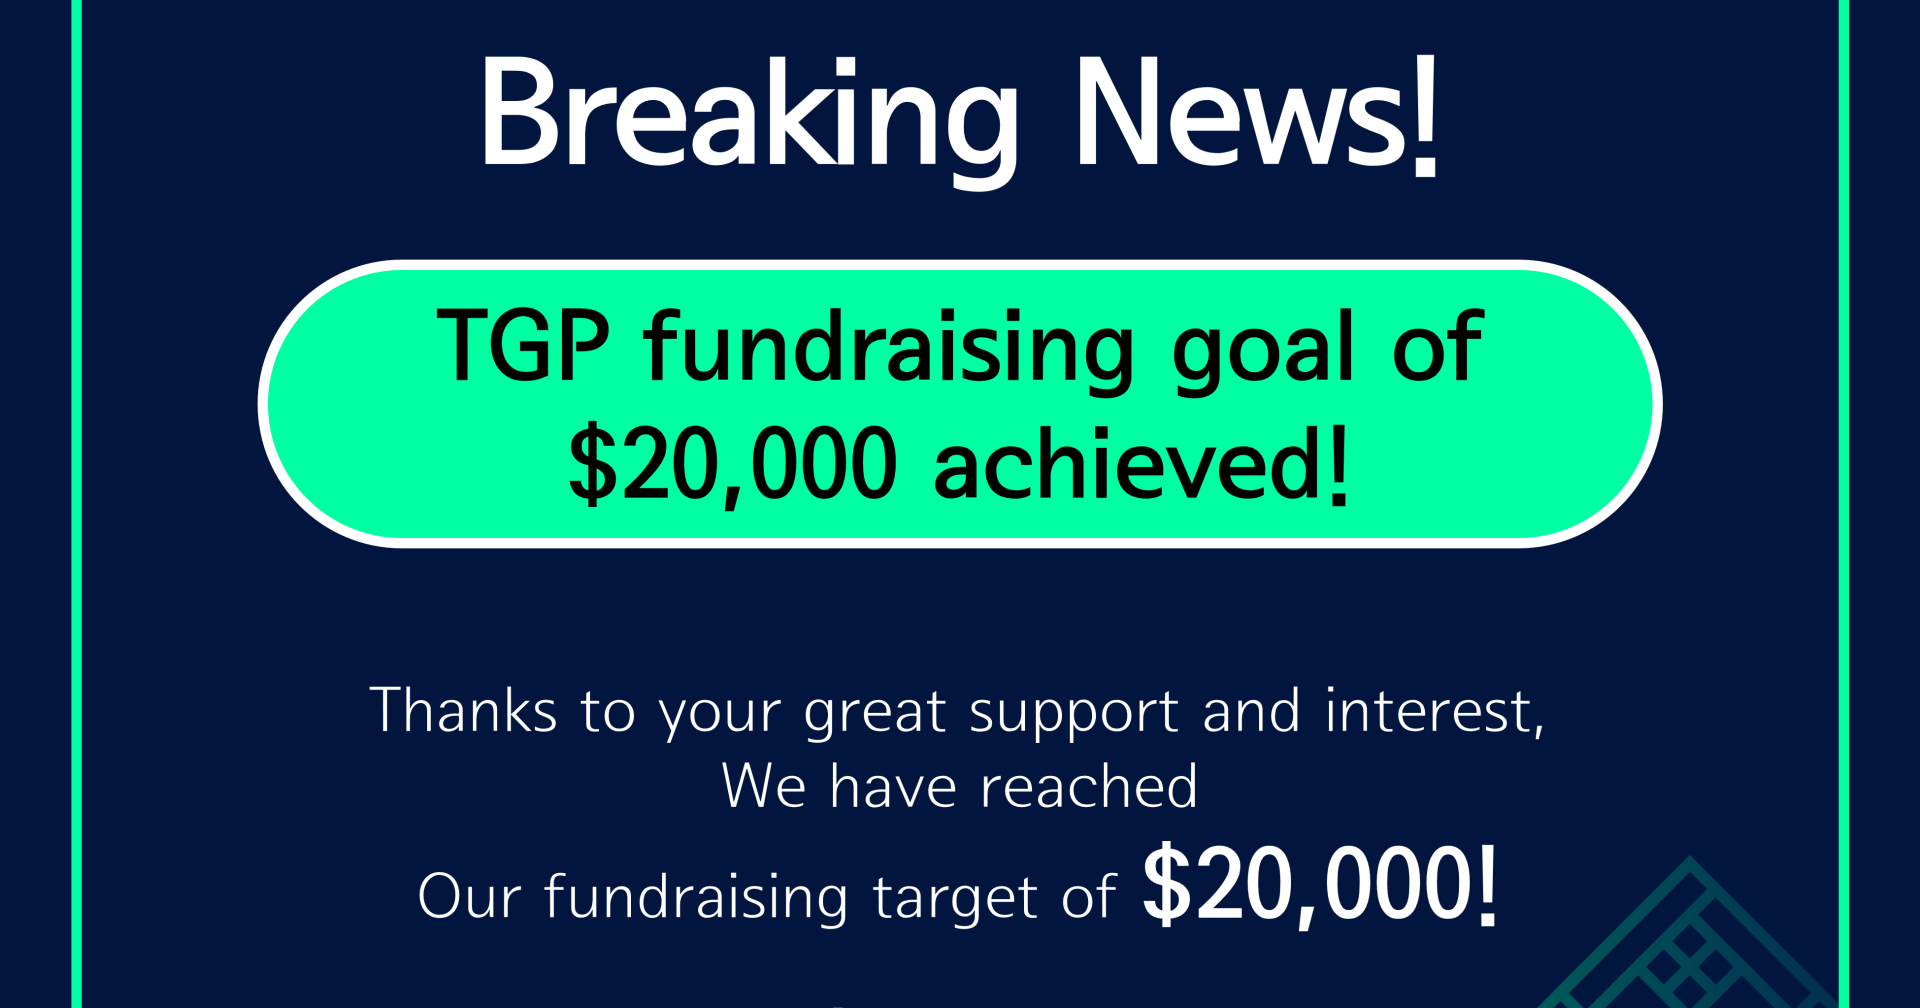 Breaking News!
TGP fundraising goal of
$20,000 achieved!
Thanks to your great support and interest,
We have reached
Our fundraising target of $20,000!